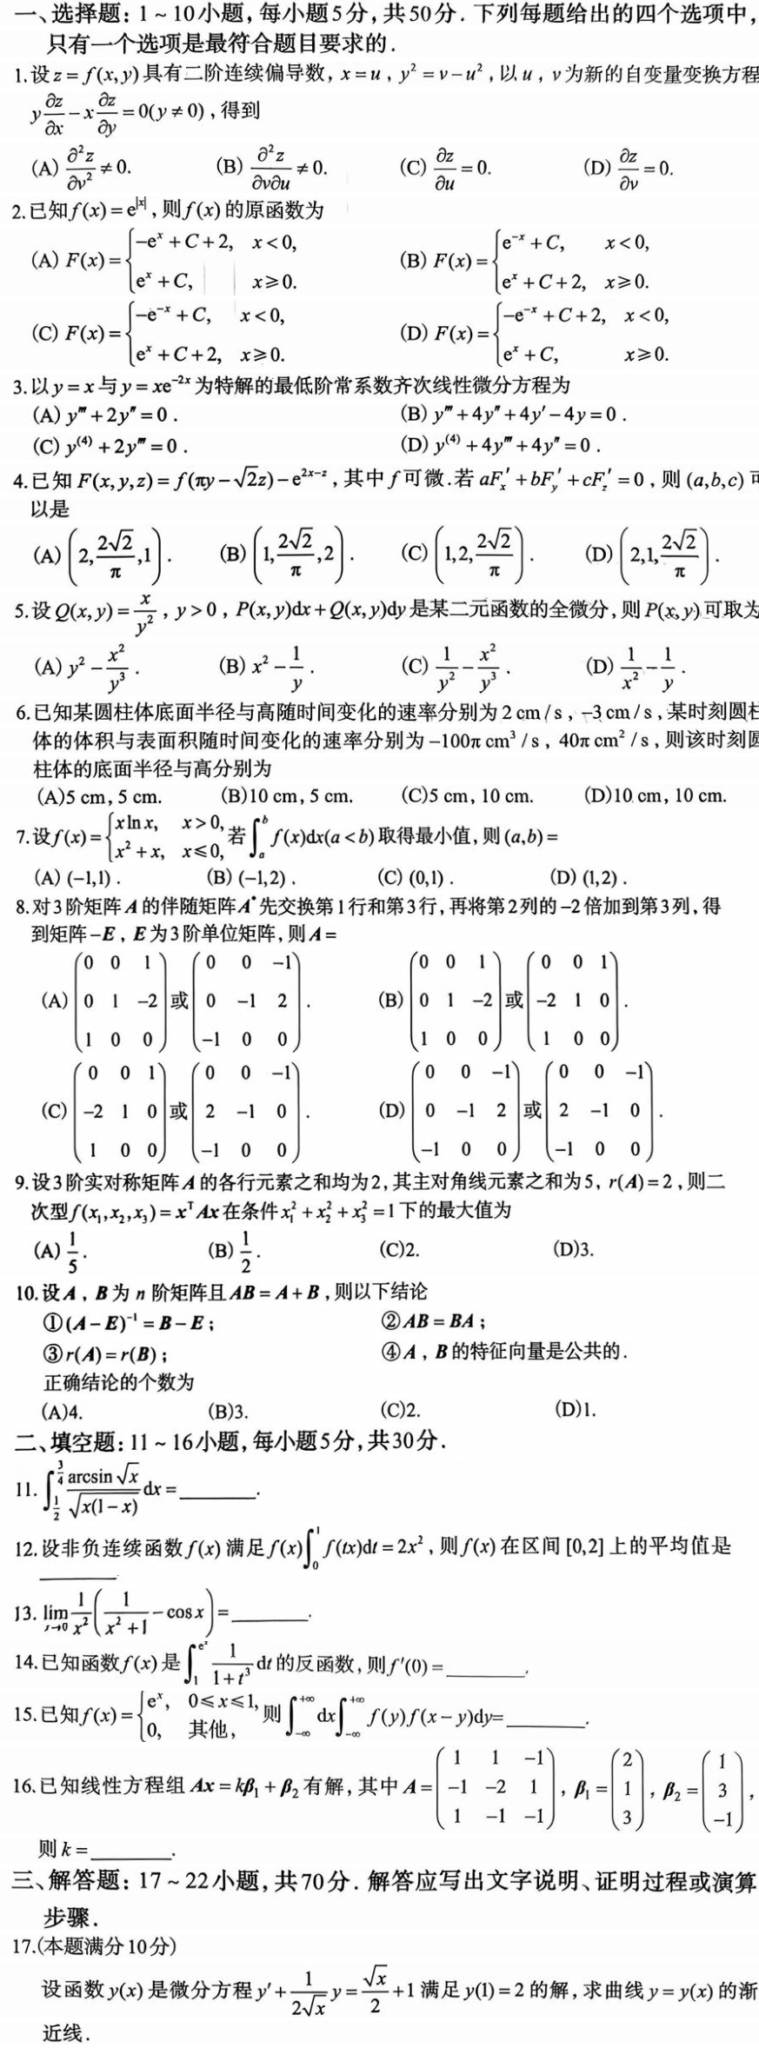 一、选择题：1～10小题，每小题5分，共50分．下列每题给出的四个选项中，
只有一个选项是最符合题目要求的．
1.设z=f(x,y)具有二阶连续偏导数，x=u，y²=v−u²，以u，v为新的自变量变换方程
y∂z/∂x−x∂z/∂y=0(y≠0)，得到
(A)∂²z/∂v²≠0. (B)∂²z/∂v∂u≠0. (C)∂z/∂u=0. (D)∂z/∂v=0.
2.已知f(x)=e^{|x|}，则f(x)的原函数为
(A)F(x)={−e^x+C+2, x<0, e^x+C, x≥0. (B)F(x)={e^{−x}+C, x<0, e^x+C+2, x≥0.
(C)F(x)={−e^{−x}+C, x<0, e^x+C+2, x≥0. (D)F(x)={−e^{−x}+C+2, x<0, e^x+C, x≥0.
3.以y=x与y=xe^{−2x}为特解的最低阶常系数齐次线性微分方程为
(A)y‴+2y″=0． (B)y‴+4y″+4y′−4y=0．
(C)y^{(4)}+2y‴=0． (D)y^{(4)}+4y‴+4y″=0．
4.已知F(x,y,z)=f(πy−√2z)−e^{2x−z}，其中f可微.若aF′x+bF′y+cF′z=0，则(a,b,c)可
以是
(A)(2,2√2/π,1)． (B)(1,2√2/π,2)． (C)(1,2,2√2/π)． (D)(2,1,2√2/π)．
5.设Q(x,y)=x/y²，y>0，P(x,y)dx+Q(x,y)dy是某二元函数的全微分，则P(x,y)可取为
(A)y²−x²/y³． (B)x²−1/y． (C)1/y²−x²/y³． (D)1/x²−1/y．
6.已知某圆柱体底面半径与高随时间变化的速率分别为2 cm/s，−3 cm/s，某时刻圆柱
体的体积与表面积随时间变化的速率分别为−100π cm³/s，40π cm²/s，则该时刻圆
柱体的底面半径与高分别为
(A)5 cm，5 cm. (B)10 cm，5 cm. (C)5 cm，10 cm. (D)10 cm，10 cm.
7.设f(x)={xlnx, x>0, x²+x, x≤0, 若∫_a^b f(x)dx(a<b)取得最小值，则(a,b)=
(A)(−1,1)． (B)(−1,2)． (C)(0,1)． (D)(1,2)．
8.对3阶矩阵A的伴随矩阵A*先交换第1行和第3行，再将第2列的−2倍加到第3列，得
到矩阵−E，E为3阶单位矩阵，则A=
(A)(0 0 1; 0 1 −2; 1 0 0)或(0 0 −1; 0 −1 2; −1 0 0)． (B)(0 0 1; 0 1 −2; 1 0 0)或(0 0 1; −2 1 0; 1 0 0)．
(C)(0 0 1; −2 1 0; 1 0 0)或(0 0 −1; 2 −1 0; −1 0 0)． (D)(0 0 −1; 0 −1 2; −1 0 0)或(0 0 −1; 2 −1 0; −1 0 0)．
9.设3阶实对称矩阵A的各行元素之和均为2，其主对角线元素之和为5，r(A)=2，则二
次型f(x₁,x₂,x₃)=xᵀAx在条件x₁²+x₂²+x₃²=1下的最大值为
(A)1/5． (B)1/2． (C)2. (D)3.
10.设A，B为n阶矩阵且AB=A+B，则以下结论
①(A−E)⁻¹=B−E； ②AB=BA；
③r(A)=r(B)； ④A，B的特征向量是公共的．
正确结论的个数为
(A)4. (B)3. (C)2. (D)1.
二、填空题：11～16小题，每小题5分，共30分．
11.∫_{1/2}^{3/4} arcsin√x/√(x(1−x)) dx=______.
12.设非负连续函数f(x)满足f(x)∫_0^1 f(tx)dt=2x²，则f(x)在区间[0,2]上的平均值是
______
13.lim_{x→0} 1/x²(1/(x²+1)−cosx)=______.
14.已知函数f(x)是∫_1^{e^x} 1/(1+t³)dt的反函数，则f′(0)=______.
15.已知f(x)={e^x, 0≤x≤1, 0, 其他, 则∫_{−∞}^{+∞}dx∫_{−∞}^{+∞}f(y)f(x−y)dy=______.
16.已知线性方程组Ax=kβ₁+β₂有解，其中A=(1 1 −1; −1 −2 1; 1 −1 −1)，β₁=(2; 1; 3)，β₂=(1; 3; −1)，
则k=______.
三、解答题：17～22小题，共70分．解答应写出文字说明、证明过程或演算
步骤．
17.(本题满分10分)
设函数y(x)是微分方程y′+1/(2√x) y=√x/2+1满足y(1)=2的解，求曲线y=y(x)的渐
近线．